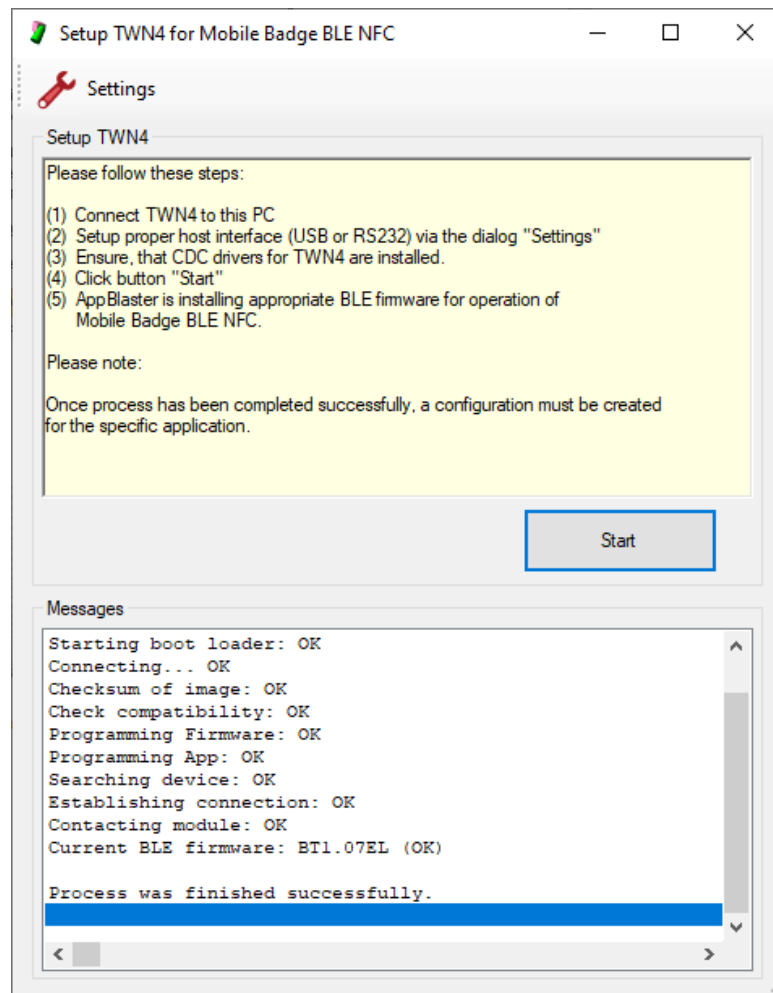 Setup TWN4 for Mobile Badge BLE NFC
Settings
Setup TWN4
Please follow these steps:
(1) Connect TWN4 to this PC
(2) Setup proper host interface (USB or RS232) via the dialog "Settings"
(3) Ensure, that CDC drivers for TWN4 are installed.
(4) Click button "Start"
(5) AppBlaster is installing appropriate BLE firmware for operation of
Mobile Badge BLE NFC.
Please note:
Once process has been completed successfully, a configuration must be created
for the specific application.
Start
Messages
Starting boot loader: OK
Connecting... OK
Checksum of image: OK
Check compatibility: OK
Programming Firmware: OK
Programming App: OK
Searching device: OK
Establishing connection: OK
Contacting module: OK
Current BLE firmware: BT1.07EL (OK)
Process was finished successfully.